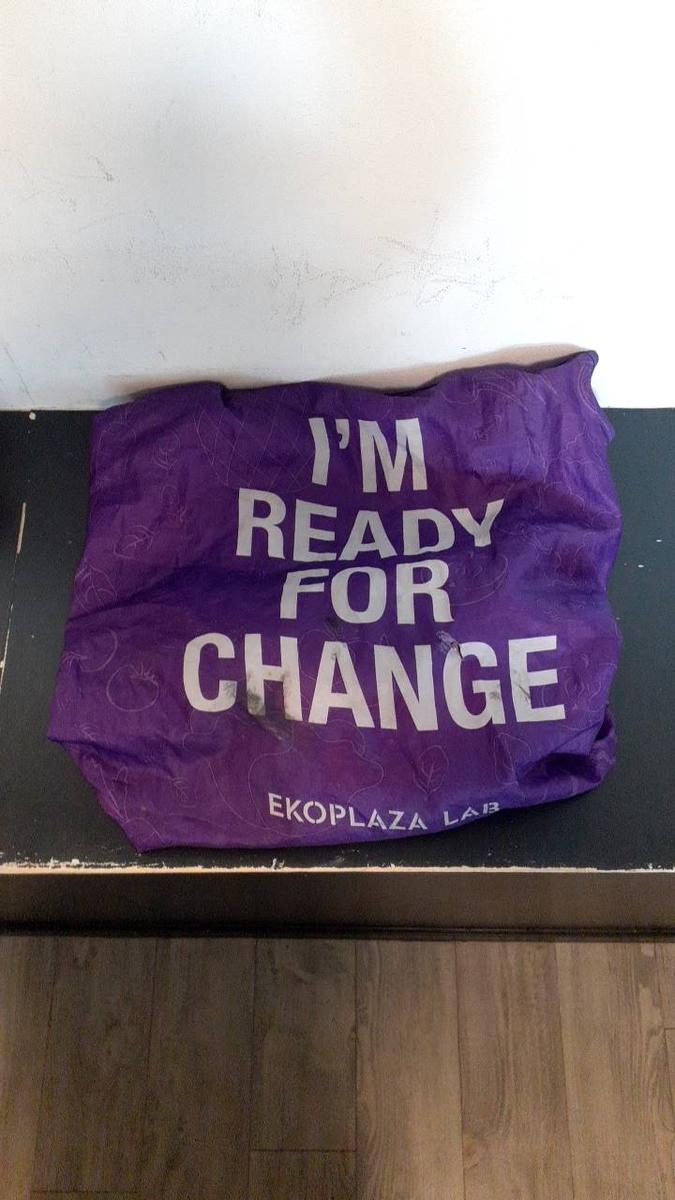 I'M
READY
FOR
CHANGE
EKOPLAZA LAB